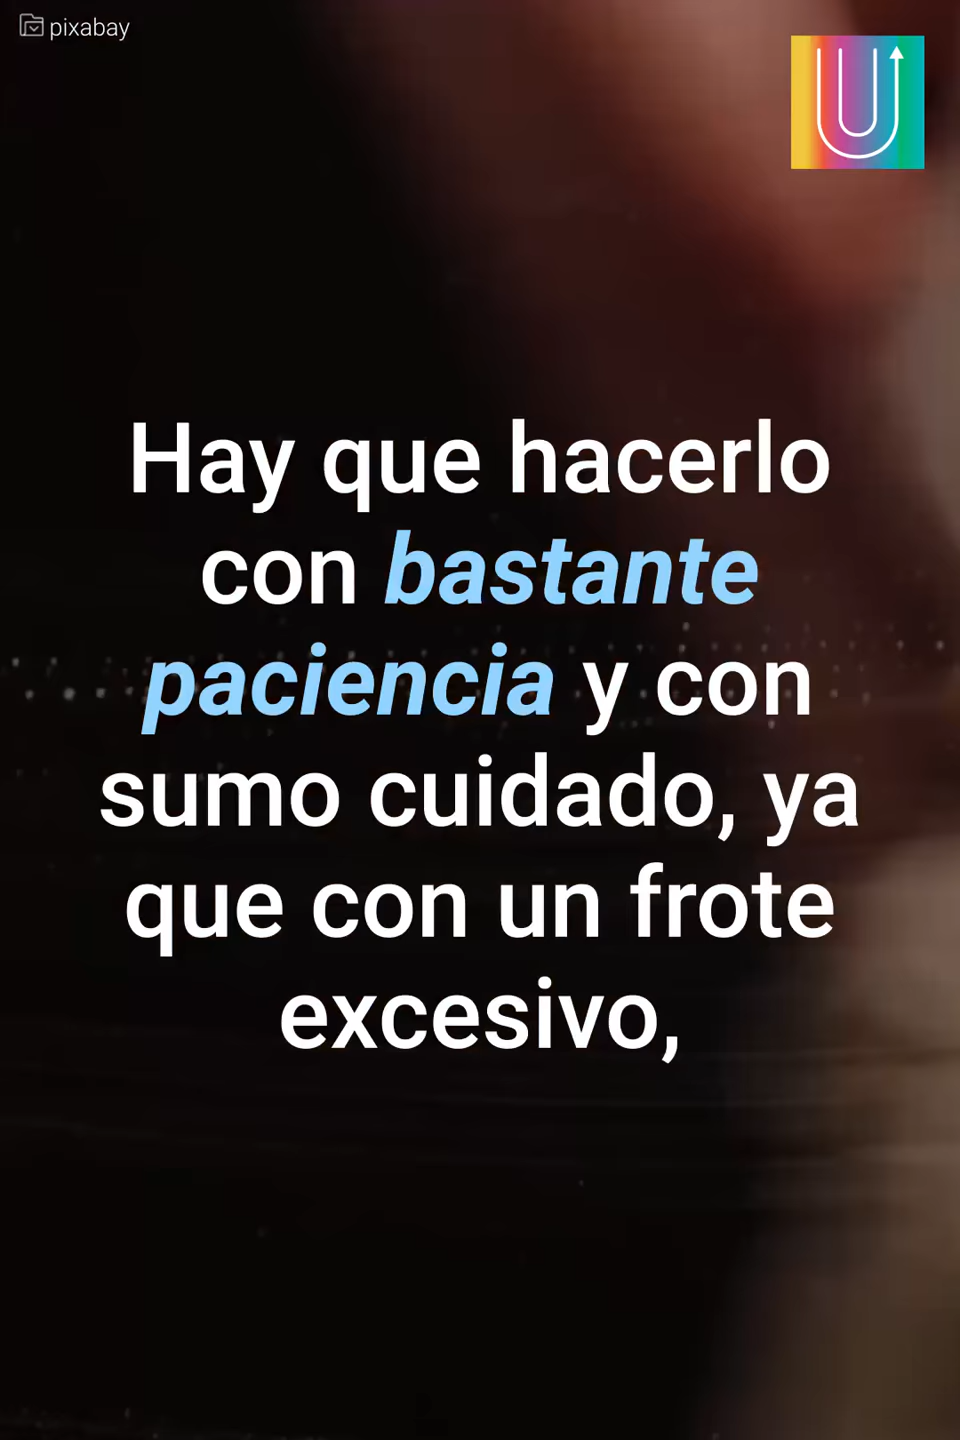 pixabay
U
Hay que hacerlo
con bastante
paciencia y con
sumo cuidado, ya
que con un frote
excesivo,